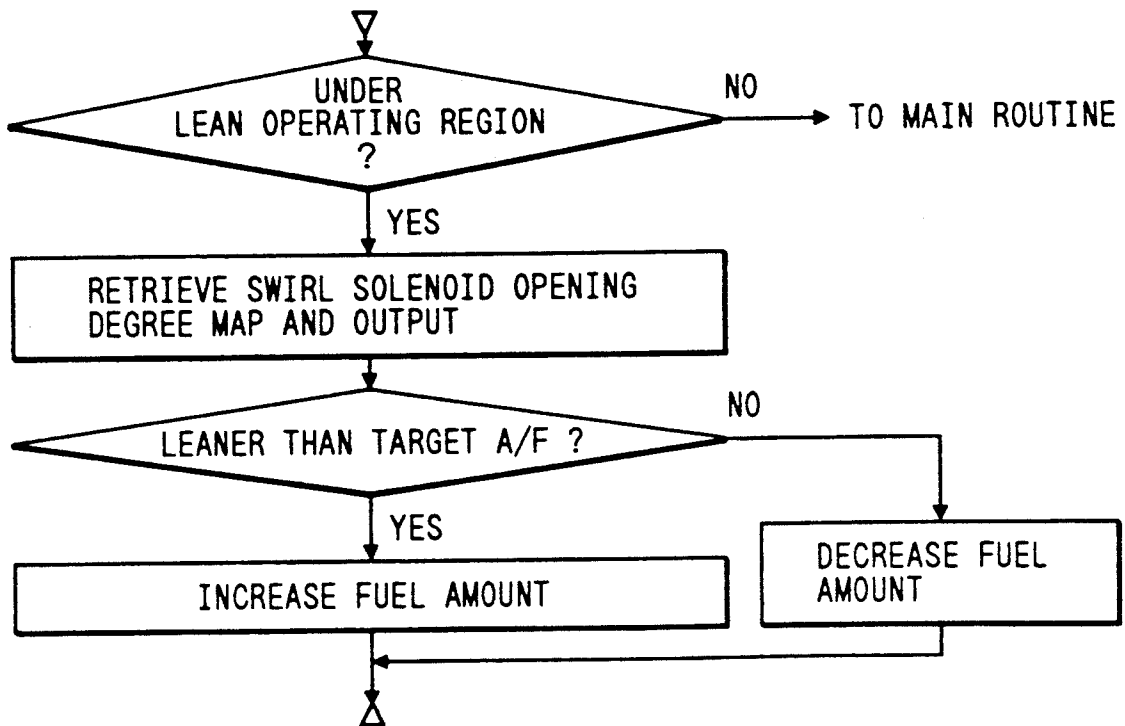 UNDER
LEAN OPERATING REGION
?
NO
TO MAIN ROUTINE
YES
RETRIEVE SWIRL SOLENOID OPENING
DEGREE MAP AND OUTPUT
LEANER THAN TARGET A/F ?
NO
YES
INCREASE FUEL AMOUNT
DECREASE FUEL
AMOUNT